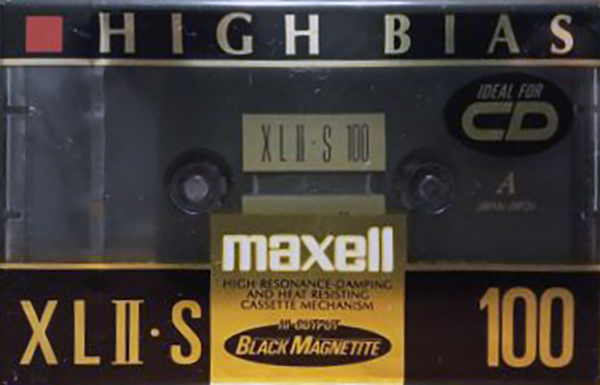 HIGH BIAS
IDEAL FOR
CD
XLⅡ·S 100
A
maxell
HIGH RESONANCE-DAMPING
AND HEAT RESISTING
CASSETTE MECHANISM
HI-OUTPUT
BLACK MAGNETITE
XLⅡ·S
100